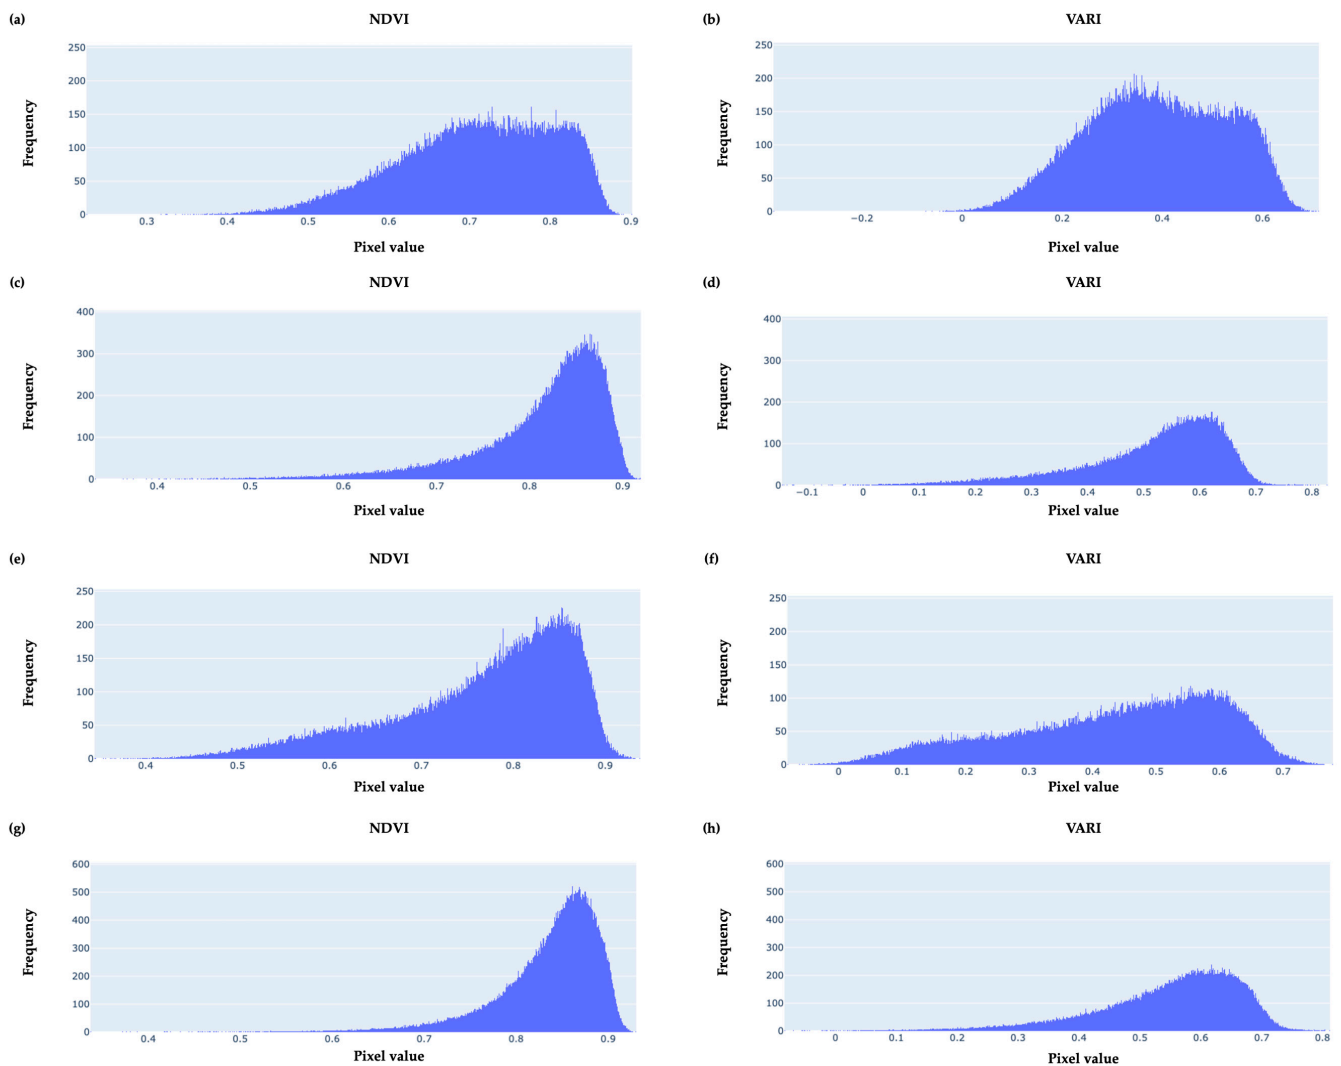 (a) NDVI (b) VARI
250 250
200 200
150 150
100 100
50 50
0 0
Frequency Frequency
0.3 0.4 0.5 0.6 0.7 0.8 0.9 −0.2 0 0.2 0.4 0.6
Pixel value Pixel value
(c) NDVI (d) VARI
400 400
300 300
200 200
100 100
0 0
Frequency Frequency
0.4 0.5 0.6 0.7 0.8 0.9 −0.1 0 0.1 0.2 0.3 0.4 0.5 0.6 0.7 0.8
Pixel value Pixel value
(e) NDVI (f) VARI
250 250
200 200
150 150
100 100
50 50
0 0
Frequency Frequency
0.4 0.5 0.6 0.7 0.8 0.9 0 0.1 0.2 0.3 0.4 0.5 0.6 0.7
Pixel value Pixel value
(g) NDVI (h) VARI
600 600
500 500
400 400
300 300
200 200
100 100
0 0
Frequency Frequency
0.4 0.5 0.6 0.7 0.8 0.9 0 0.1 0.2 0.3 0.4 0.5 0.6 0.7 0.8
Pixel value Pixel value